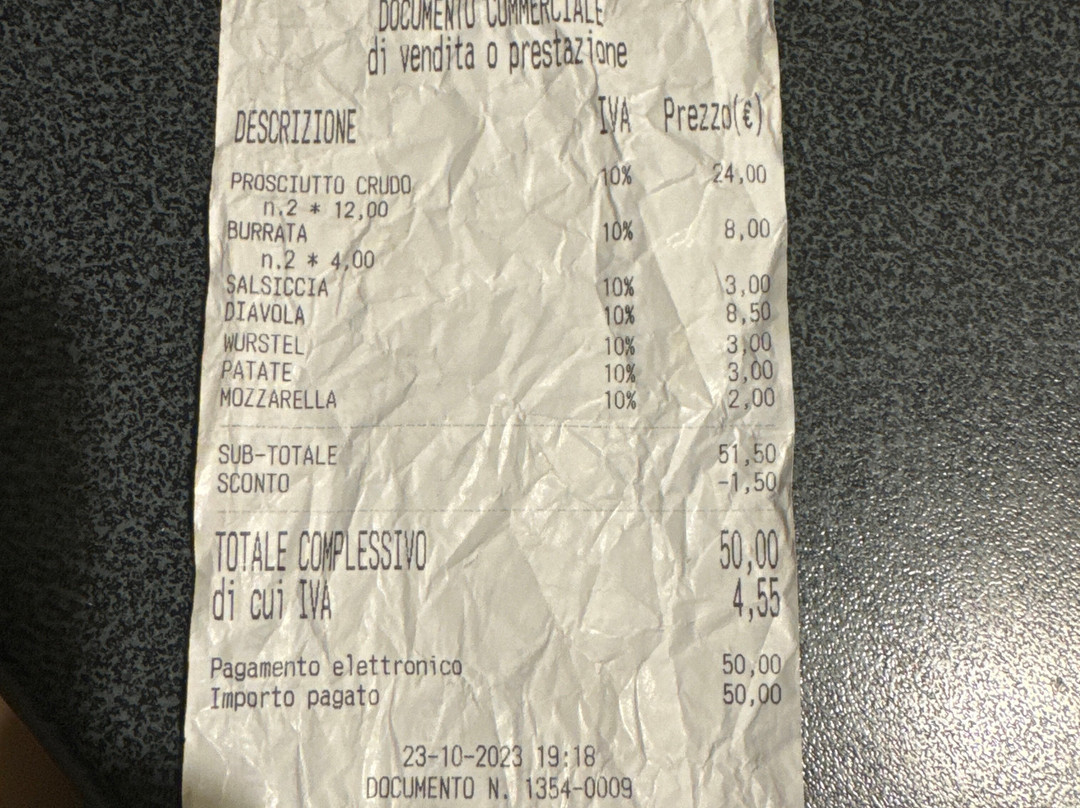 DOCUMENTO COMMERCIALE
di vendita o prestazione
DESCRIZIONE IVA Prezzo(€)
PROSCIUTTO CRUDO 10% 24,00
n.2 * 12,00
BURRATA 10% 8,00
n.2 * 4,00
SALSICCIA 10% 3,00
DIAVOLA 10% 8,50
WURSTEL 10% 3,00
PATATE 10% 3,00
MOZZARELLA 10% 2,00
SUB-TOTALE 51,50
SCONTO -1,50
TOTALE COMPLESSIVO 50,00
di cui IVA 4,55
Pagamento elettronico 50,00
Importo pagato 50,00
23-10-2023 19:18
DOCUMENTO N. 1354-0009